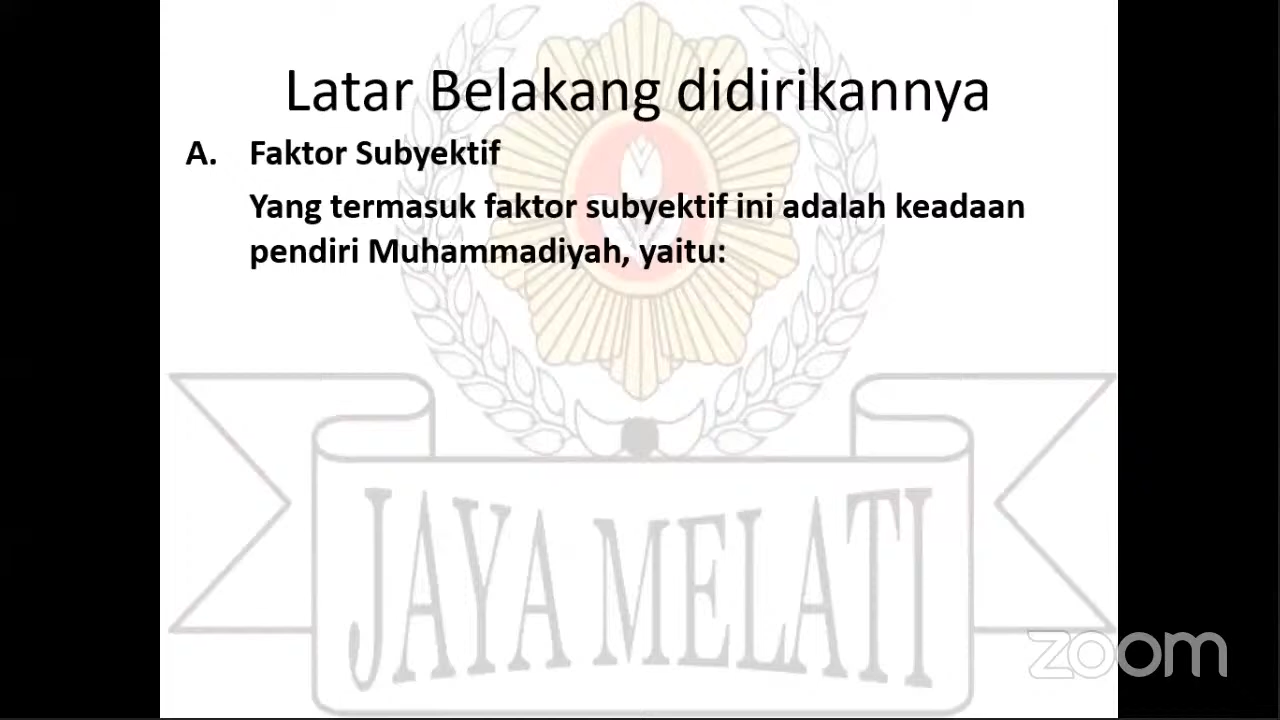 Latar Belakang didirikannya
A. Faktor Subyektif
Yang termasuk faktor subyektif ini adalah keadaan
pendiri Muhammadiyah, yaitu:
JAYA MELATI
zoom